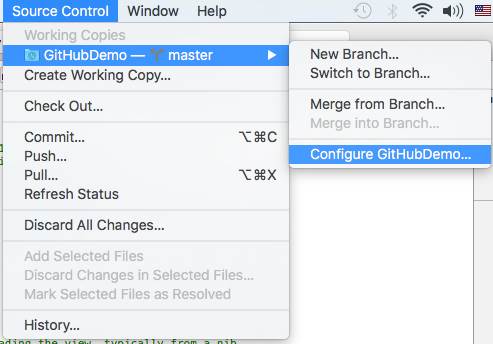 Source Control Window Help
Working Copies
GitHubDemo — master
Create Working Copy...
Check Out...
Commit... ⌥⌘C
Push...
Pull... ⌥⌘X
Refresh Status
Discard All Changes...
Add Selected Files
Discard Changes in Selected Files...
Mark Selected Files as Resolved
History...
New Branch...
Switch to Branch...
Merge from Branch...
Merge into Branch...
Configure GitHubDemo...
ading the view, typically from a nib